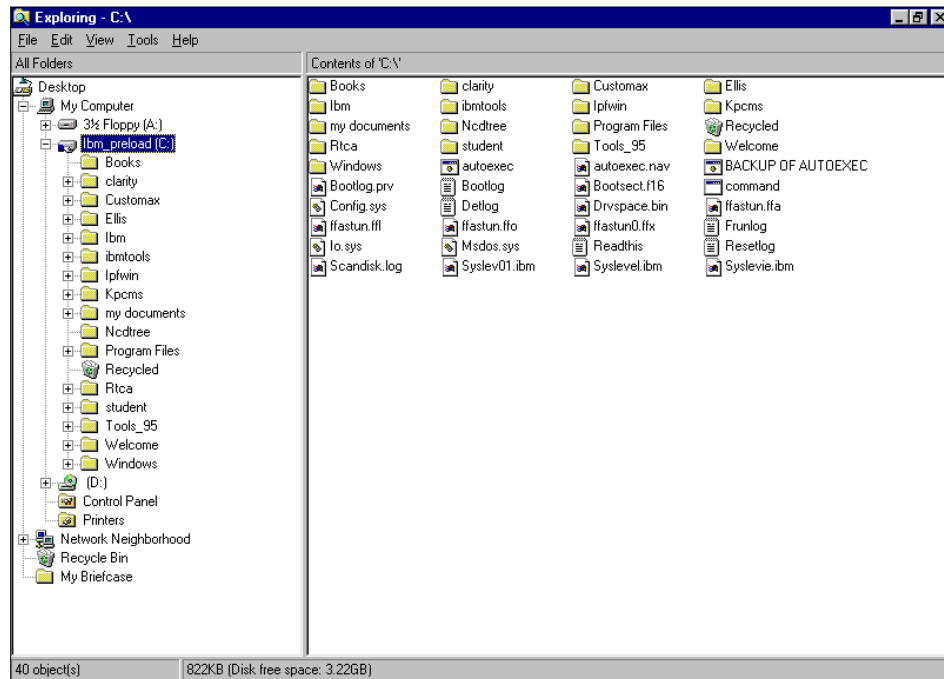 Exploring - C:\
File Edit View Tools Help
All Folders Contents of 'C:\'
Desktop
My Computer
3½ Floppy (A:)
Ibm_preload (C:)
Books
clarity
Customax
Ellis
Ibm
ibmtools
Ipfwin
Kpcms
my documents
Ncdtree
Program Files
Recycled
Rtca
student
Tools_95
Welcome
Windows
(D:)
Control Panel
Printers
Network Neighborhood
Recycle Bin
My Briefcase
Books clarity Customax Ellis
Ibm ibmtools Ipfwin Kpcms
my documents Ncdtree Program Files Recycled
Rtca student Tools_95 Welcome
Windows autoexec autoexec.nav BACKUP OF AUTOEXEC
Bootlog.prv Bootlog Bootsect.f16 command
Config.sys Detlog Drvspace.bin ffastun.ffa
ffastun.ffl ffastun.ffo ffastun0.ffx Frunlog
Io.sys Msdos.sys Readthis Resetlog
Scandisk.log Syslev01.ibm Syslevel.ibm Syslevie.ibm
40 object(s) 822KB (Disk free space: 3.22GB)